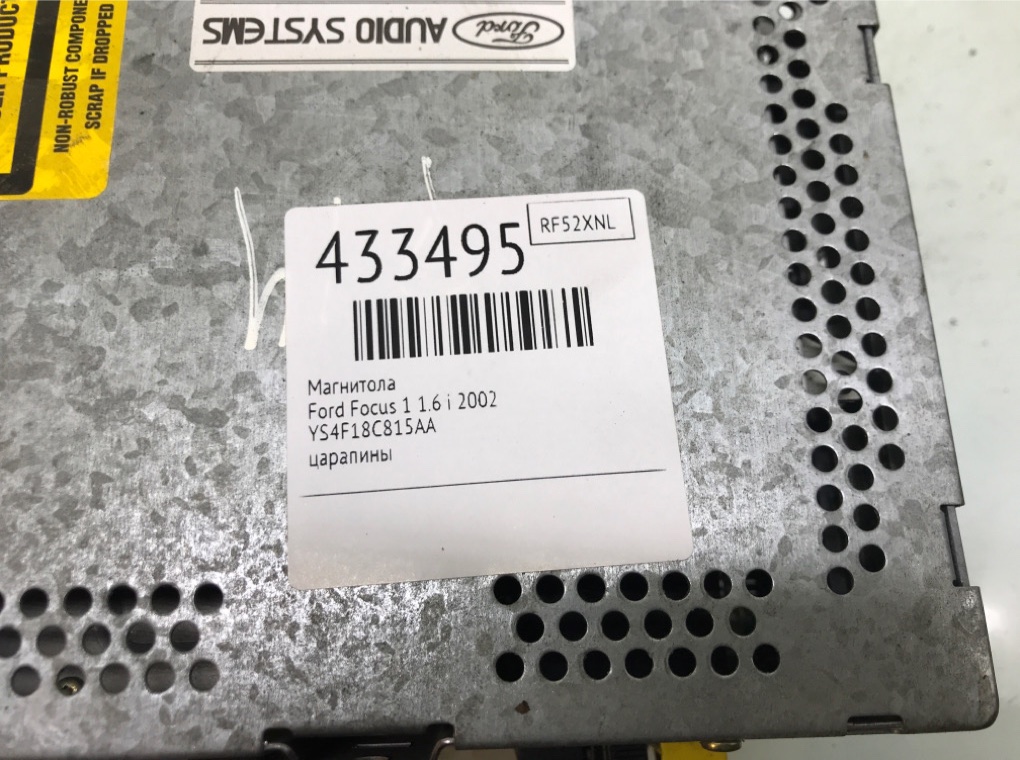 Ford AUDIO SYSTEMS
NON-ROBUST COMPONE
SCRAP IF DROPPED
433495
RF52XNL
Магнитола
Ford Focus 1 1.6 i 2002
YS4F18C815AA
царапины